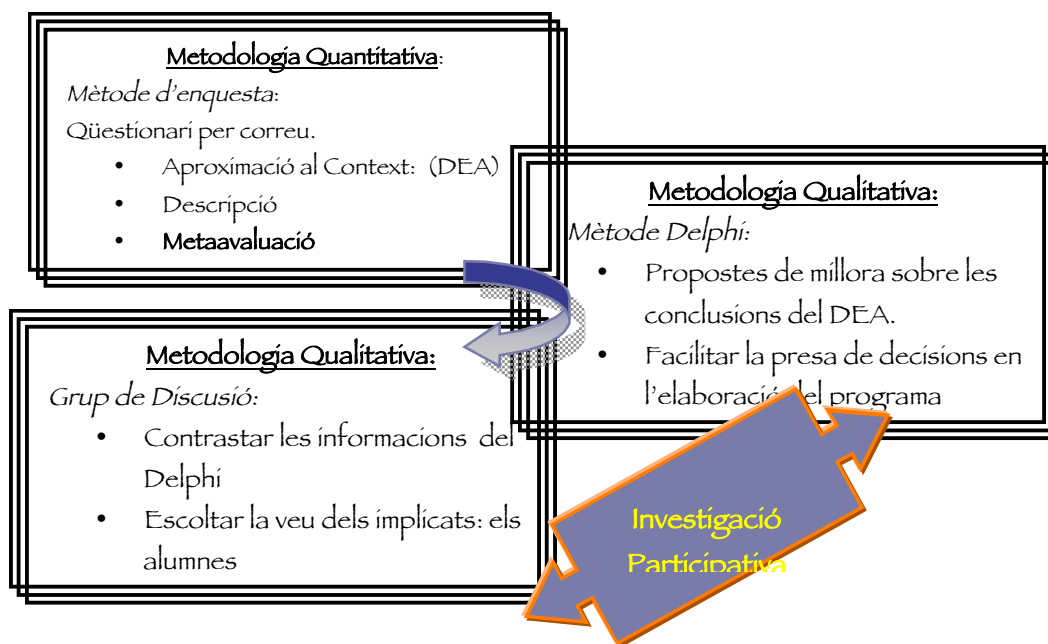 Metodologia Quantitativa:
Mètode d'enquesta:
Qüestionari per correu.
• Aproximació al Context: (DEA)
• Descripció
• Metaavaluació
Metodologia Qualitativa:
Mètode Delphi:
• Propostes de millora sobre les
conclusions del DEA.
• Facilitar la presa de decisions en
l'elaboració del programa
Metodologia Qualitativa:
Grup de Discusió:
• Contrastar les informacions del
Delphi
• Escoltar la veu dels implicats: els
alumnes
Investigació
Participativa